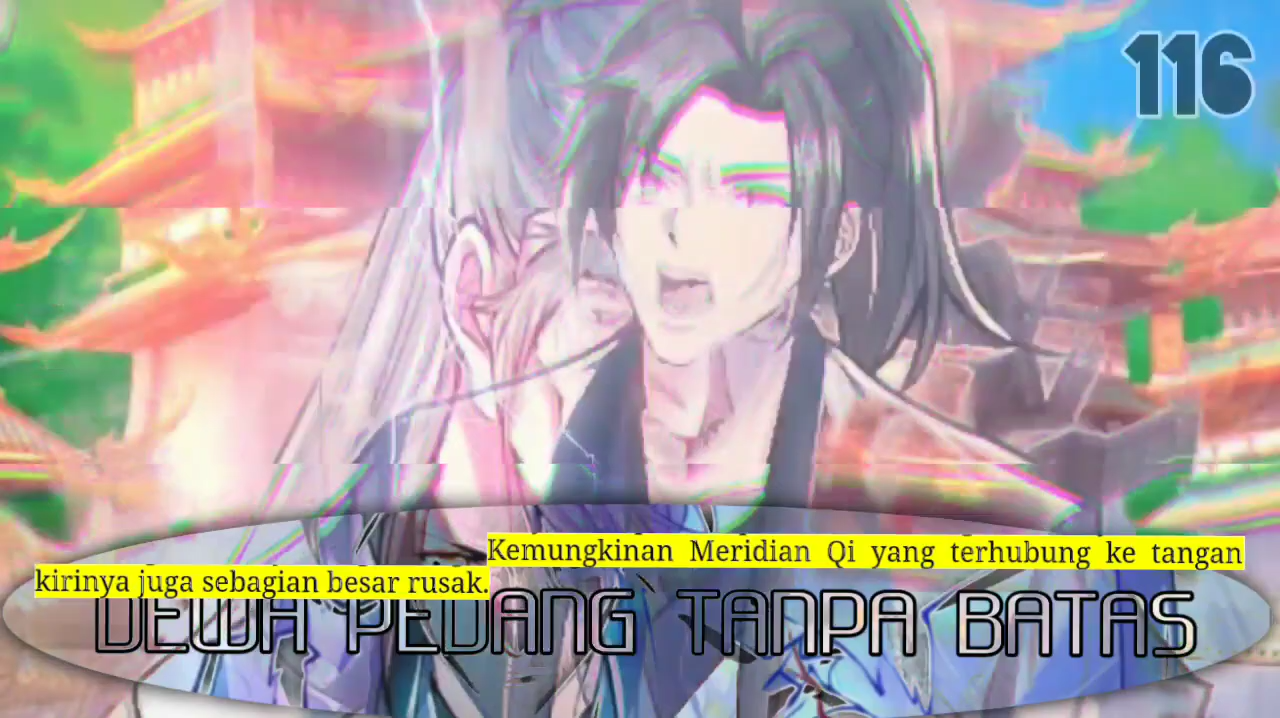 116
Kemungkinan Meridian Qi yang terhubung ke tangan
kirinya juga sebagian besar rusak.
DEWA PEDANG TANPA BATAS